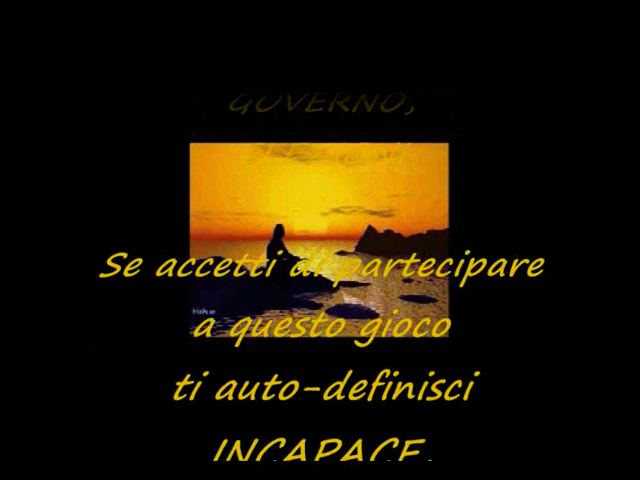 GOVERNO,
Se accetti di partecipare
a questo gioco
ti auto-definisci
INCAPACE.